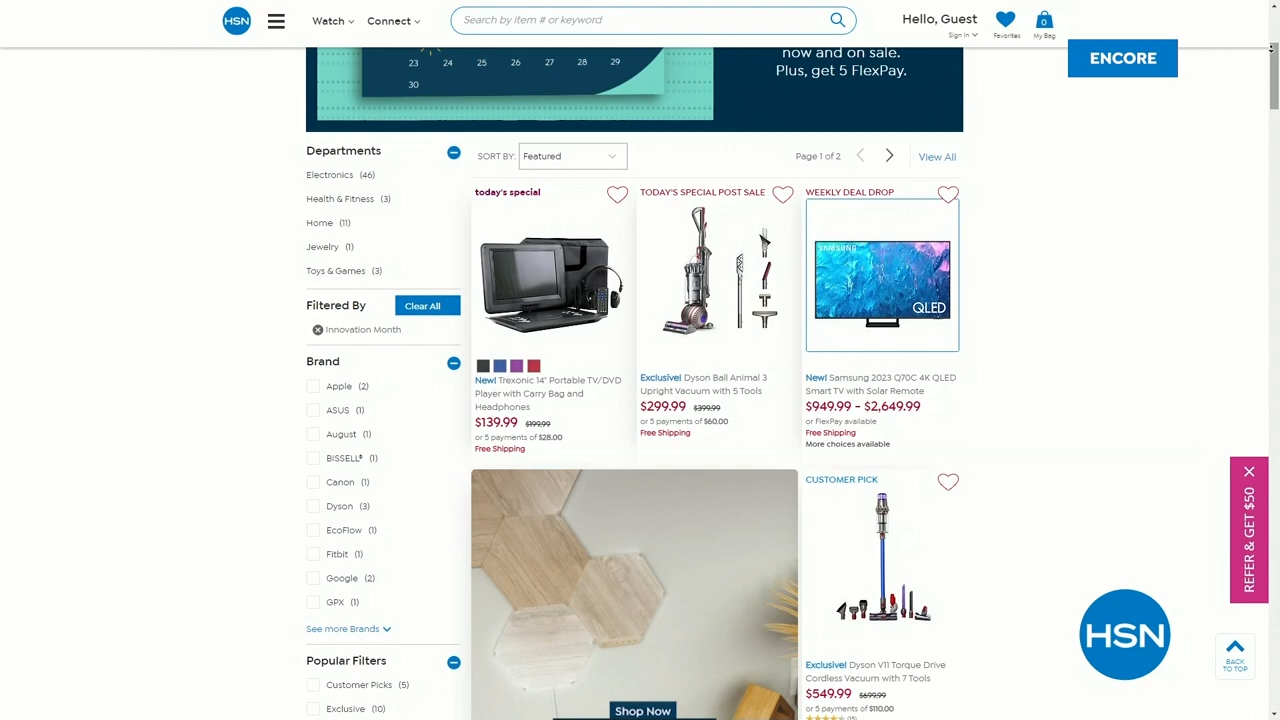 HSN
Watch
Connect
Search by item # or keyword
Hello, Guest
Sign In
Favorites
0
My Bag
ENCORE
23 24 25 26 27 28 29
30
now and on sale.
Plus, get 5 FlexPay.
Departments
Electronics (46)
Health & Fitness (3)
Home (11)
Jewelry (1)
Toys & Games (3)
Filtered By
Clear All
Innovation Month
Brand
Apple (2)
ASUS (1)
August (1)
BISSELL® (1)
Canon (1)
Dyson (3)
EcoFlow (1)
Fitbit (1)
Google (2)
GPX (1)
See more Brands
Popular Filters
Customer Picks (5)
Exclusive (10)
SORT BY: Featured
Page 1 of 2
View All
today's special
New! Trexonic 14" Portable TV/DVD
Player with Carry Bag and
Headphones
$139.99 $199.99
or 5 payments of $28.00
Free Shipping
TODAY'S SPECIAL POST SALE
Exclusive! Dyson Ball Animal 3
Upright Vacuum with 5 Tools
$299.99 $399.99
or 5 payments of $60.00
Free Shipping
WEEKLY DEAL DROP
SAMSUNG
QLED
New! Samsung 2023 Q70C 4K QLED
Smart TV with Solar Remote
$949.99 - $2,649.99
or FlexPay available
Free Shipping
More choices available
Shop Now
CUSTOMER PICK
Exclusive! Dyson V11 Torque Drive
Cordless Vacuum with 7 Tools
$549.99 $699.99
or 5 payments of $110.00
REFER & GET $50
HSN
BACK
TO TOP